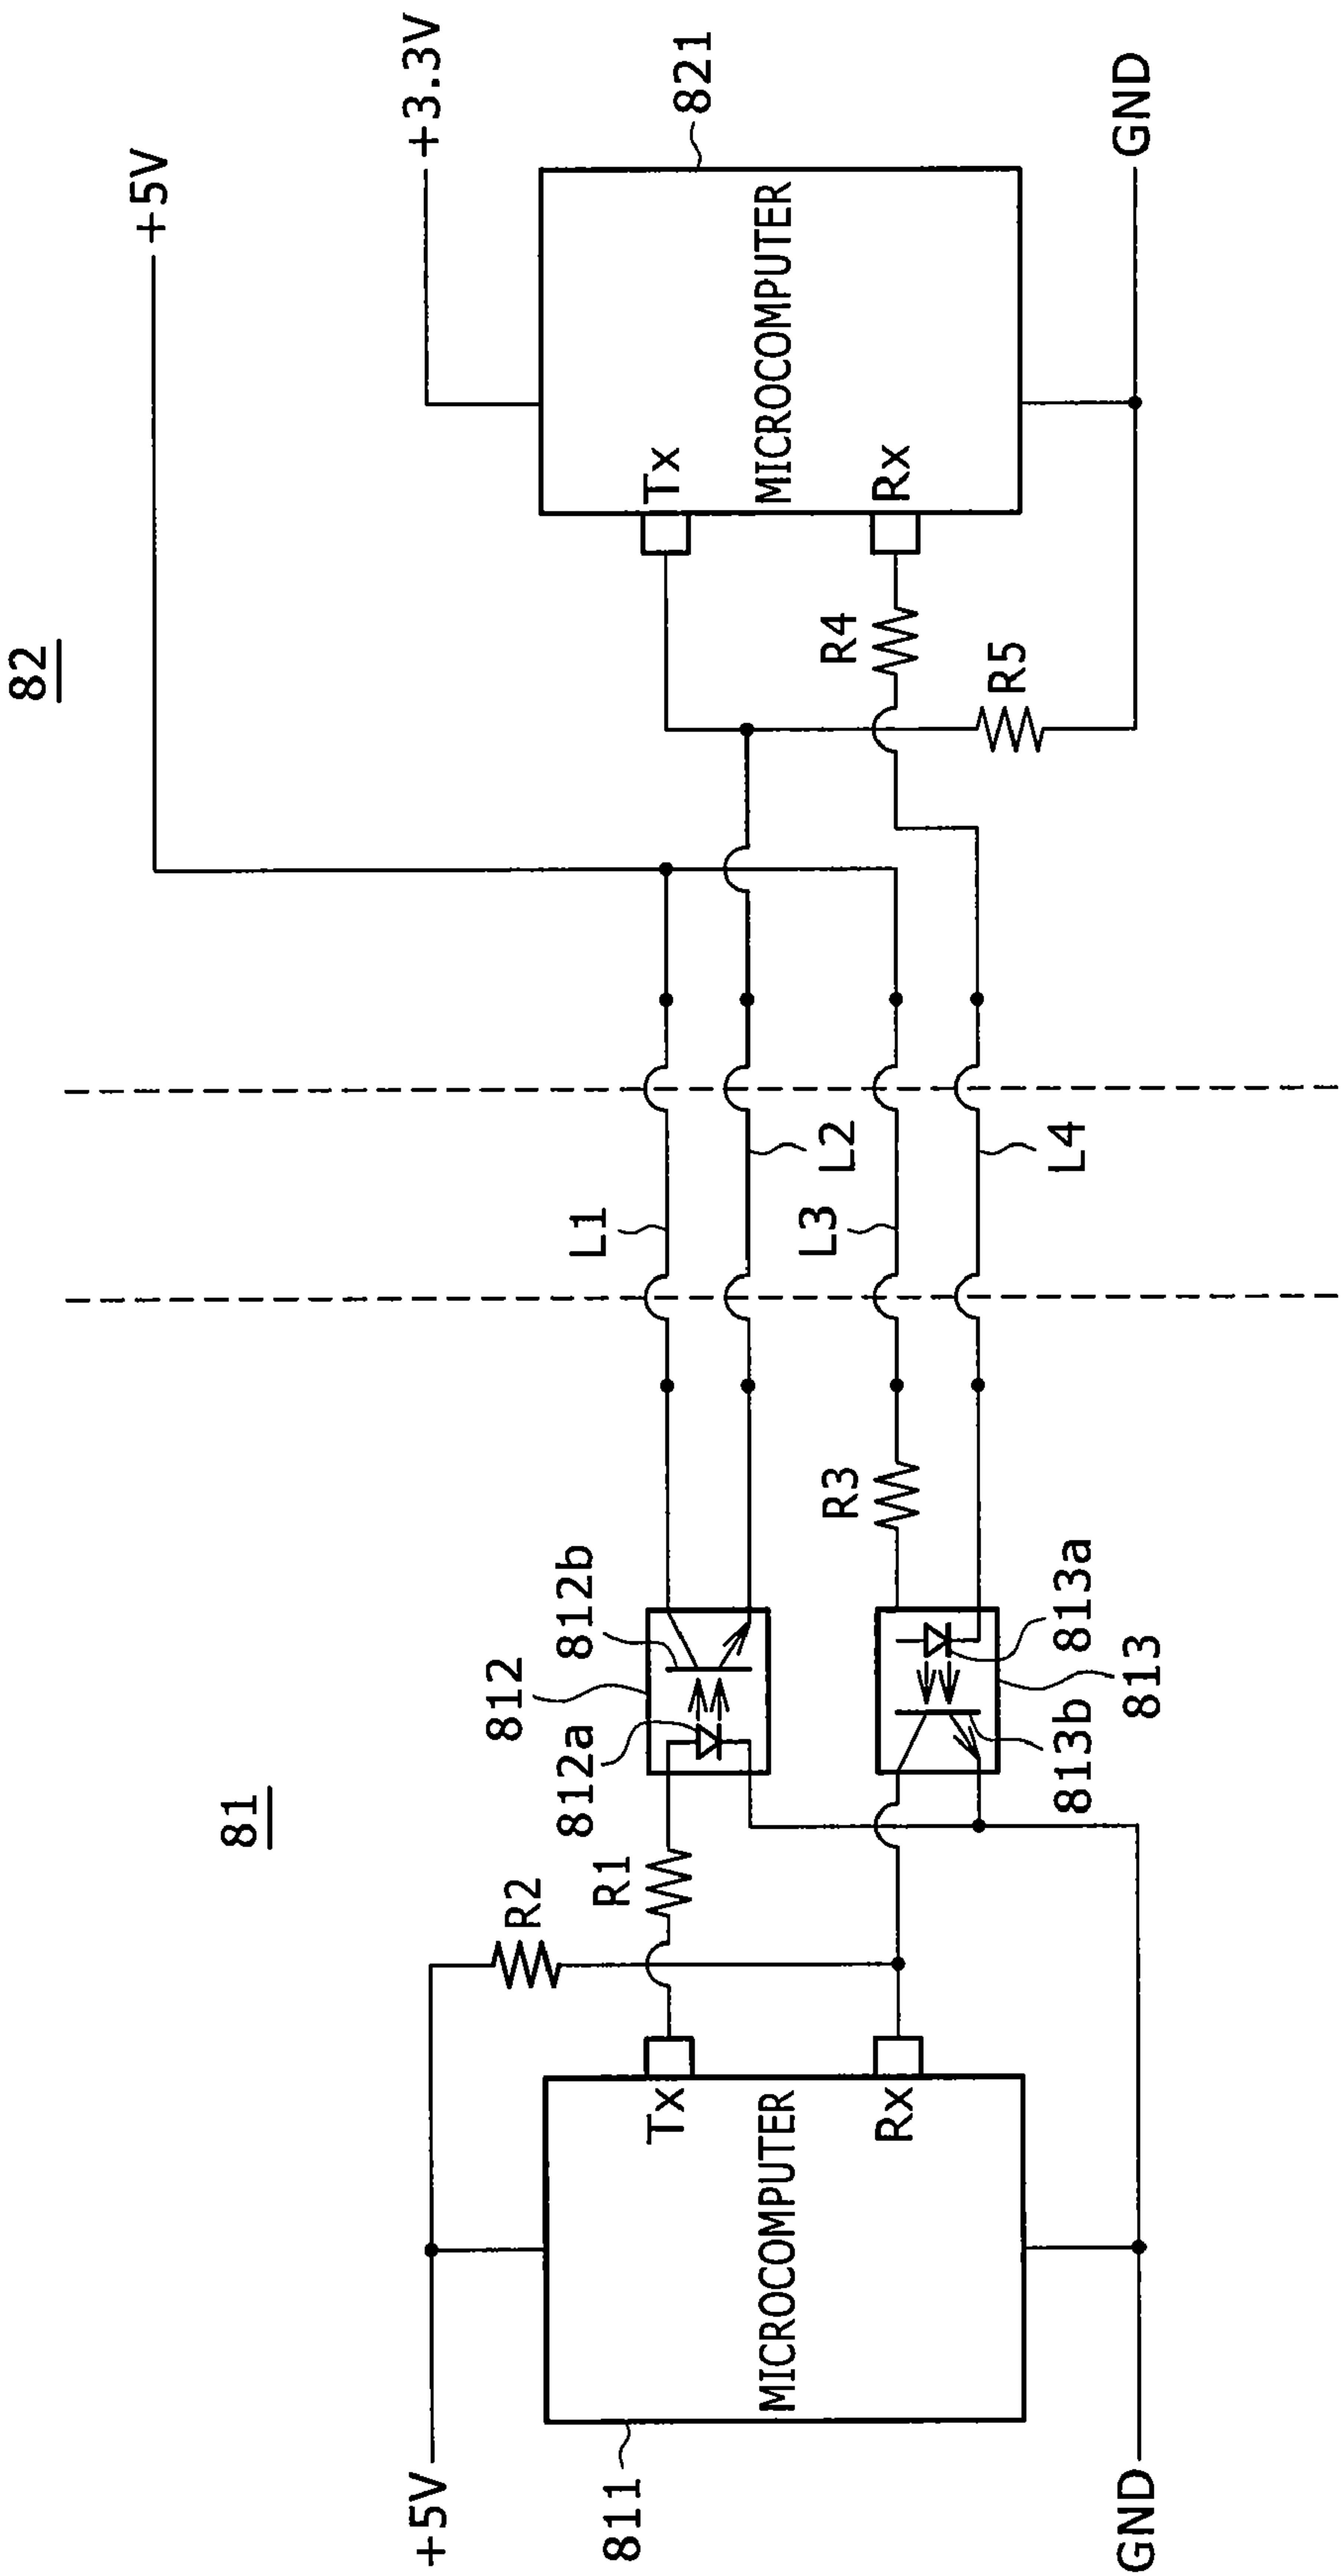 82
+5V
+3.3V
821
MICROCOMPUTER
Tx
Rx
GND
R4
R5
L1
L2
L3
L4
81
812
812b
812a
R3
813a
813
813b
R1
R2
Tx
Rx
MICROCOMPUTER
811
+5V
GND